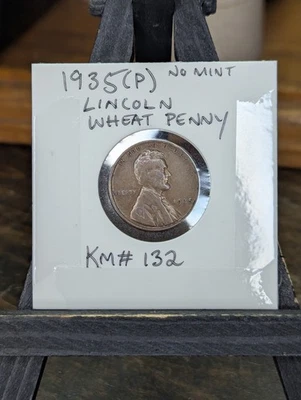 1935(P) NO MINT
LINCOLN
WHEAT PENNY
KM# 132